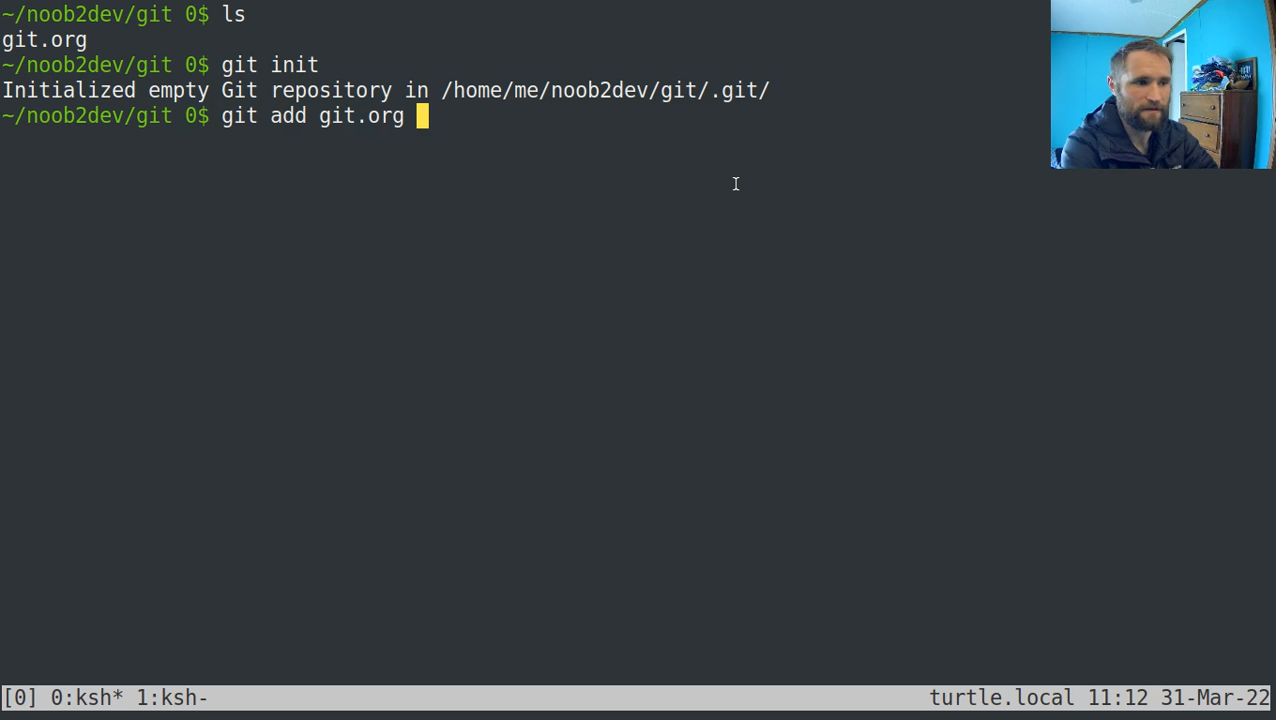 ~/noob2dev/git 0$ ls
git.org
~/noob2dev/git 0$ git init
Initialized empty Git repository in /home/me/noob2dev/git/.git/
~/noob2dev/git 0$ git add git.org
[0] 0:ksh* 1:ksh- turtle.local 11:12 31-Mar-22